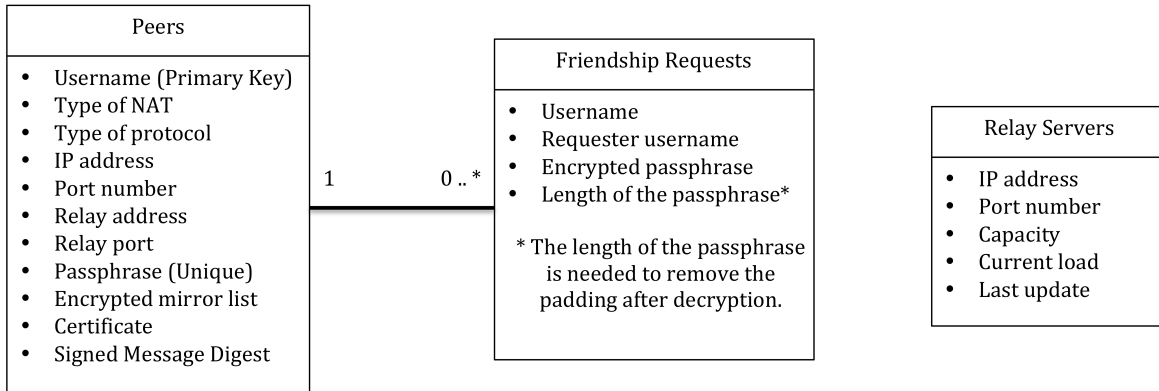 Peers
• Username (Primary Key)
• Type of NAT
• Type of protocol
• IP address
• Port number
• Relay address
• Relay port
• Passphrase (Unique)
• Encrypted mirror list
• Certificate
• Signed Message Digest
1
0 .. *
Friendship Requests
• Username
• Requester username
• Encrypted passphrase
• Length of the passphrase*
* The length of the passphrase
is needed to remove the
padding after decryption.
Relay Servers
• IP address
• Port number
• Capacity
• Current load
• Last update